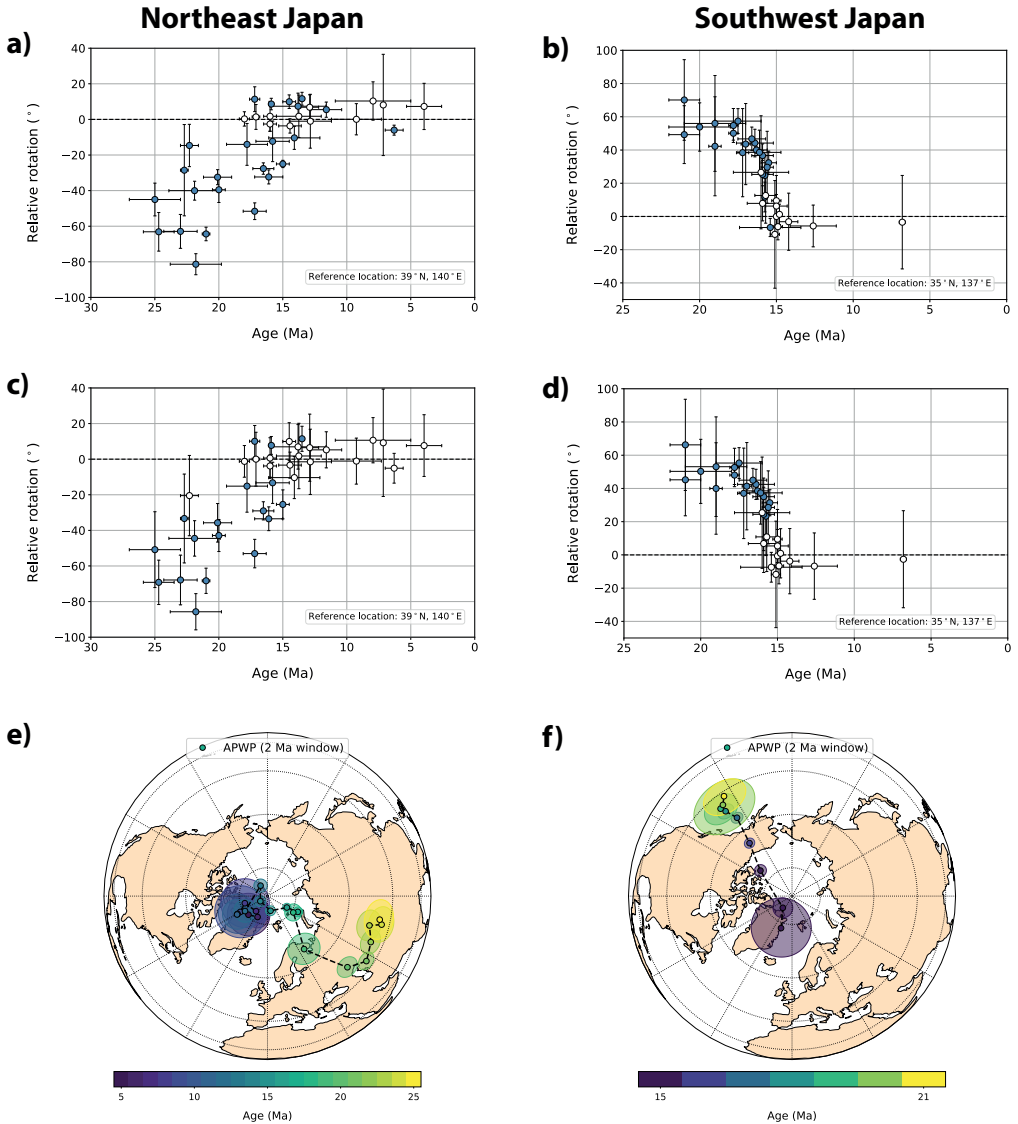 Northeast Japan
Southwest Japan
a)
40
20
0
−20
−40
−60
−80
−100
Relative rotation (°)
30
25
20
15
10
5
0
Age (Ma)
Reference location: 39°N, 140°E
b)
100
80
60
40
20
0
−20
−40
Relative rotation (°)
25
20
15
10
5
0
Age (Ma)
Reference location: 35°N, 137°E
c)
40
20
0
−20
−40
−60
−80
−100
Relative rotation (°)
30
25
20
15
10
5
0
Age (Ma)
Reference location: 39°N, 140°E
d)
100
80
60
40
20
0
−20
−40
Relative rotation (°)
25
20
15
10
5
0
Age (Ma)
Reference location: 35°N, 137°E
e)
APWP (2 Ma window)
5
10
15
20
25
Age (Ma)
f)
APWP (2 Ma window)
15
21
Age (Ma)